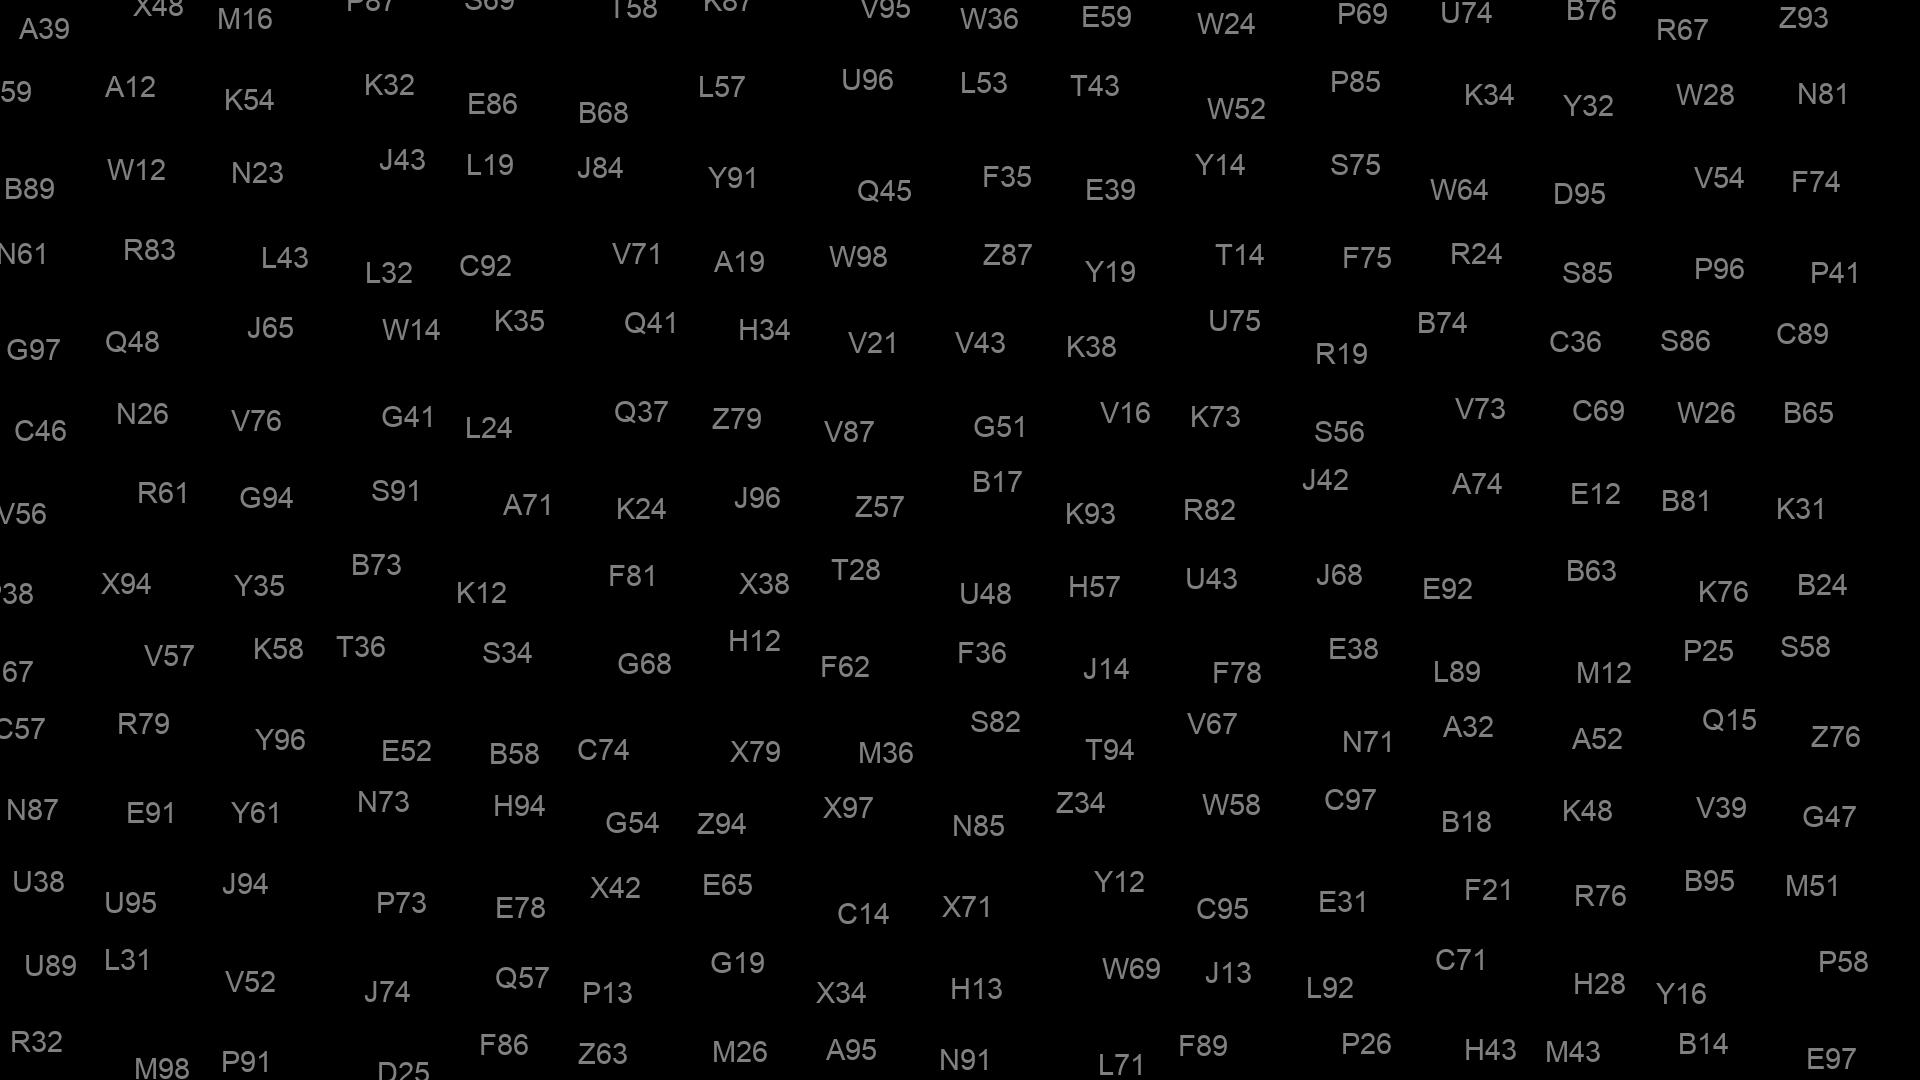 A39 X48 M16 P87 S69 T58 K87 V95 W36 E59 W24 P69 U74 B76 R67 Z93
59 A12 K54 K32 E86 B68 L57 U96 L53 T43 W52 P85 K34 Y32 W28 N81
B89 W12 N23 J43 L19 J84 Y91 Q45 F35 E39 Y14 S75 W64 D95 V54 F74
N61 R83 L43 L32 C92 V71 A19 W98 Z87 Y19 T14 F75 R24 S85 P96 P41
G97 Q48 J65 W14 K35 Q41 H34 V21 V43 K38 U75 R19 B74 C36 S86 C89
C46 N26 V76 G41 L24 Q37 Z79 V87 G51 V16 K73 S56 V73 C69 W26 B65
V56 R61 G94 S91 A71 K24 J96 Z57 B17 K93 R82 J42 A74 E12 B81 K31
38 X94 Y35 B73 K12 F81 X38 T28 U48 H57 U43 J68 E92 B63 K76 B24
67 V57 K58 T36 S34 G68 H12 F62 F36 J14 F78 E38 L89 M12 P25 S58
C57 R79 Y96 E52 B58 C74 X79 M36 S82 T94 V67 N71 A32 A52 Q15 Z76
N87 E91 Y61 N73 H94 G54 Z94 X97 N85 Z34 W58 C97 B18 K48 V39 G47
U38 U95 J94 P73 E78 X42 E65 C14 X71 Y12 C95 E31 F21 R76 B95 M51
U89 L31 V52 J74 Q57 P13 G19 X34 H13 W69 J13 L92 C71 H28 Y16 P58
R32 M98 P91 D25 F86 Z63 M26 A95 N91 L71 F89 P26 H43 M43 B14 E97